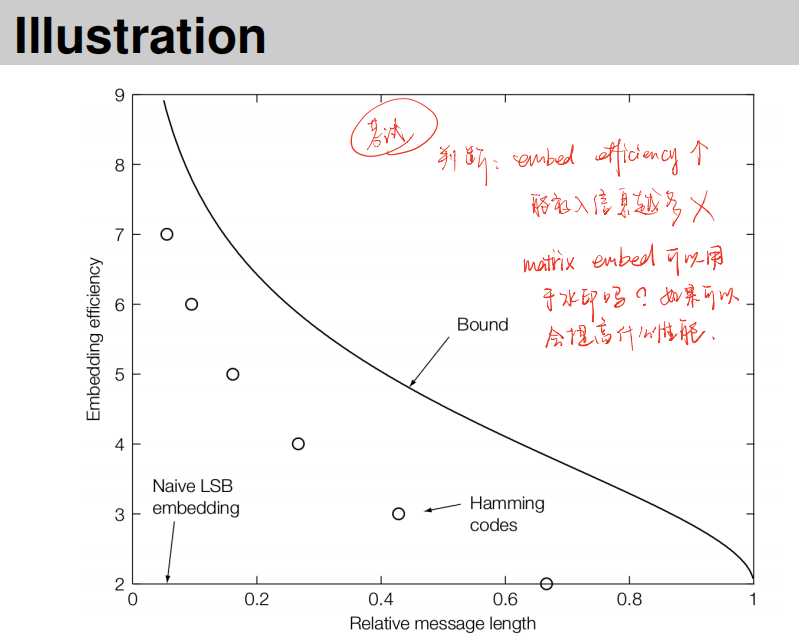 Illustration
考试
判断: embed efficiency ↑
能嵌入信息越多 ✗
matrix embed 可以用
于水印吗? 如果可以
会提高什么性能.
Embedding efficiency
9
8
7
6
5
4
3
2
Bound
Naive LSB
embedding
Hamming
codes
0
0.2
0.4
0.6
0.8
1
Relative message length